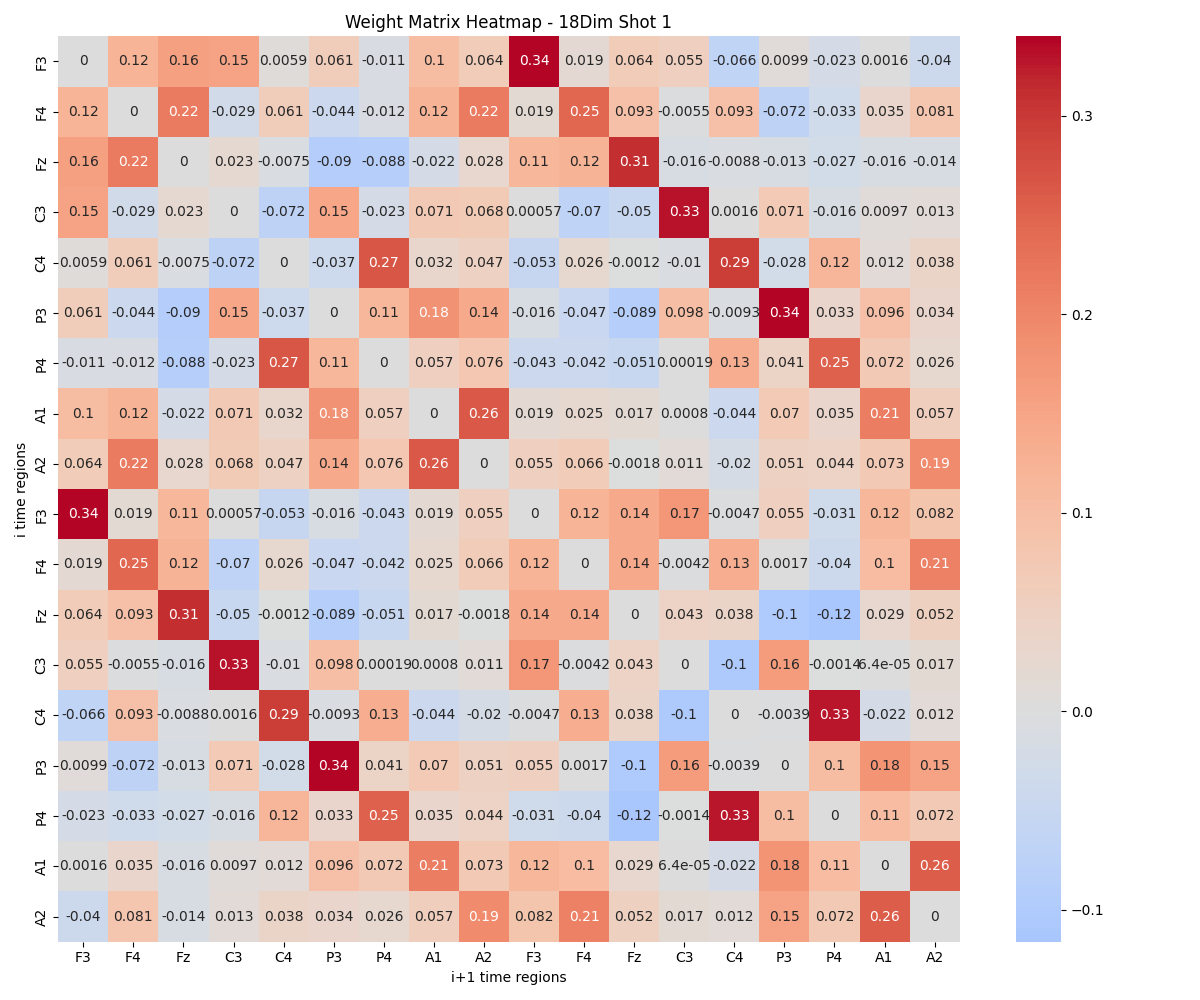 Weight Matrix Heatmap - 18Dim Shot 1
F3 0 0.12 0.16 0.15 0.0059 0.061 -0.011 0.1 0.064 0.34 0.019 0.064 0.055 -0.066 0.0099 -0.023 0.0016 -0.04
F4 0.12 0 0.22 -0.029 0.061 -0.044 -0.012 0.12 0.22 0.019 0.25 0.093 -0.0055 0.093 -0.072 -0.033 0.035 0.081
Fz 0.16 0.22 0 0.023 -0.0075 -0.09 -0.088 -0.022 0.028 0.11 0.12 0.31 -0.016 -0.0088 -0.013 -0.027 -0.016 -0.014
C3 0.15 -0.029 0.023 0 -0.072 0.15 -0.023 0.071 0.068 0.00057 -0.07 -0.05 0.33 0.0016 0.071 -0.016 0.0097 0.013
C4 0.0059 0.061 -0.0075 -0.072 0 -0.037 0.27 0.032 0.047 -0.053 0.026 -0.0012 -0.01 0.29 -0.028 0.12 0.012 0.038
P3 0.061 -0.044 -0.09 0.15 -0.037 0 0.11 0.18 0.14 -0.016 -0.047 -0.089 0.098 -0.0093 0.34 0.033 0.096 0.034
P4 -0.011 -0.012 -0.088 -0.023 0.27 0.11 0 0.057 0.076 -0.043 -0.042 -0.051 0.00019 0.13 0.041 0.25 0.072 0.026
A1 0.1 0.12 -0.022 0.071 0.032 0.18 0.057 0 0.26 0.019 0.025 0.017 0.0008 -0.044 0.07 0.035 0.21 0.057
A2 0.064 0.22 0.028 0.068 0.047 0.14 0.076 0.26 0 0.055 0.066 -0.0018 0.011 -0.02 0.051 0.044 0.073 0.19
F3 0.34 0.019 0.11 0.00057 -0.053 -0.016 -0.043 0.019 0.055 0 0.12 0.14 0.17 -0.0047 0.055 -0.031 0.12 0.082
F4 0.019 0.25 0.12 -0.07 0.026 -0.047 -0.042 0.025 0.066 0.12 0 0.14 -0.0042 0.13 0.0017 -0.04 0.1 0.21
Fz 0.064 0.093 0.31 -0.05 -0.0012 -0.089 -0.051 0.017 -0.0018 0.14 0.14 0 0.043 0.038 -0.1 -0.12 0.029 0.052
C3 0.055 -0.0055 -0.016 0.33 -0.01 0.098 0.00019 0.0008 0.011 0.17 -0.0042 0.043 0 -0.1 0.16 -0.0014 6.4e-05 0.017
C4 -0.066 0.093 -0.0088 0.0016 0.29 -0.0093 0.13 -0.044 -0.02 -0.0047 0.13 0.038 -0.1 0 -0.0039 0.33 -0.022 0.012
P3 0.0099 -0.072 -0.013 0.071 -0.028 0.34 0.041 0.07 0.051 0.055 0.0017 -0.1 0.16 -0.0039 0 0.1 0.18 0.15
P4 -0.023 -0.033 -0.027 -0.016 0.12 0.033 0.25 0.035 0.044 -0.031 -0.04 -0.12 -0.0014 0.33 0.1 0 0.11 0.072
A1 0.0016 0.035 -0.016 0.0097 0.012 0.096 0.072 0.21 0.073 0.12 0.1 0.029 6.4e-05 -0.022 0.18 0.11 0 0.26
A2 -0.04 0.081 -0.014 0.013 0.038 0.034 0.026 0.057 0.19 0.082 0.21 0.052 0.017 0.012 0.15 0.072 0.26 0
F3 F4 Fz C3 C4 P3 P4 A1 A2 F3 F4 Fz C3 C4 P3 P4 A1 A2
i+1 time regions
i time regions
0.3
0.2
0.1
0.0
−0.1